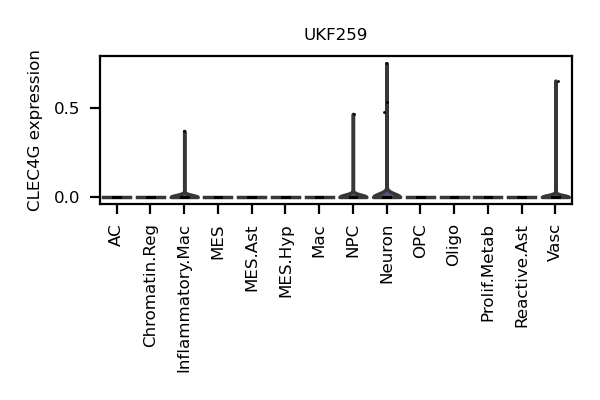 UKF259
CLEC4G expression
0.5
0.0
AC
Chromatin.Reg
Inflammatory.Mac
MES
MES.Ast
MES.Hyp
Mac
NPC
Neuron
OPC
Oligo
Prolif.Metab
Reactive.Ast
Vasc